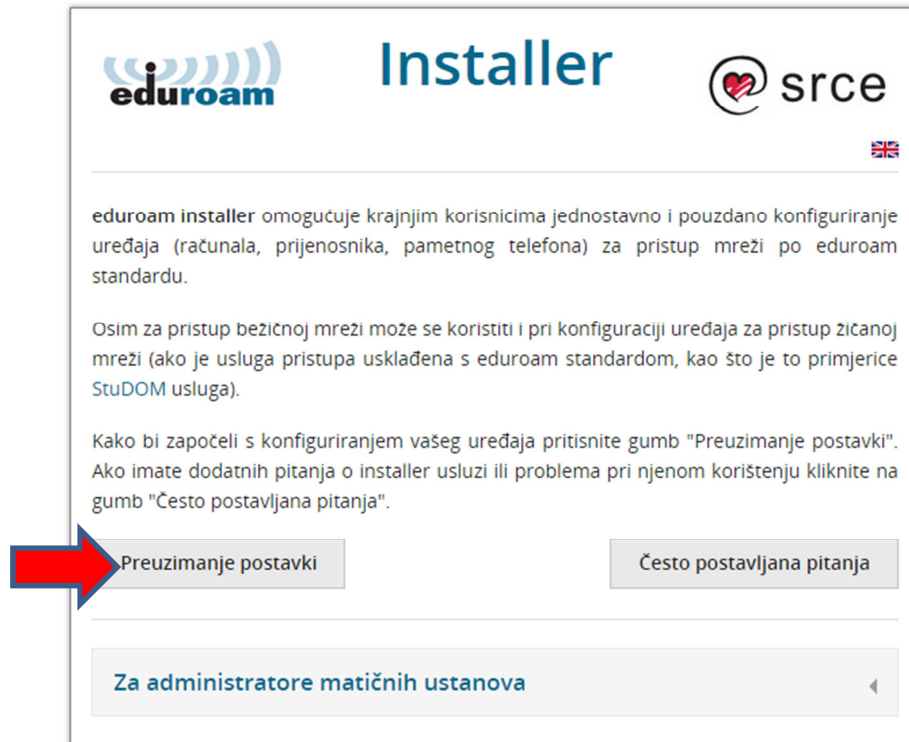 eduroam
Installer
srce
eduroam installer omogućuje krajnjim korisnicima jednostavno i pouzdano konfiguriranje
uređaja (računala, prijenosnika, pametnog telefona) za pristup mreži po eduroam
standardu.
Osim za pristup bežičnoj mreži može se koristiti i pri konfiguraciji uređaja za pristup žičanoj
mreži (ako je usluga pristupa usklađena s eduroam standardom, kao što je to primjerice
StuDOM usluga).
Kako bi započeli s konfiguriranjem vašeg uređaja pritisnite gumb "Preuzimanje postavki".
Ako imate dodatnih pitanja o installer usluzi ili problema pri njenom korištenju kliknite na
gumb "Često postavljana pitanja".
Preuzimanje postavki
Često postavljana pitanja
Za administratore matičnih ustanova